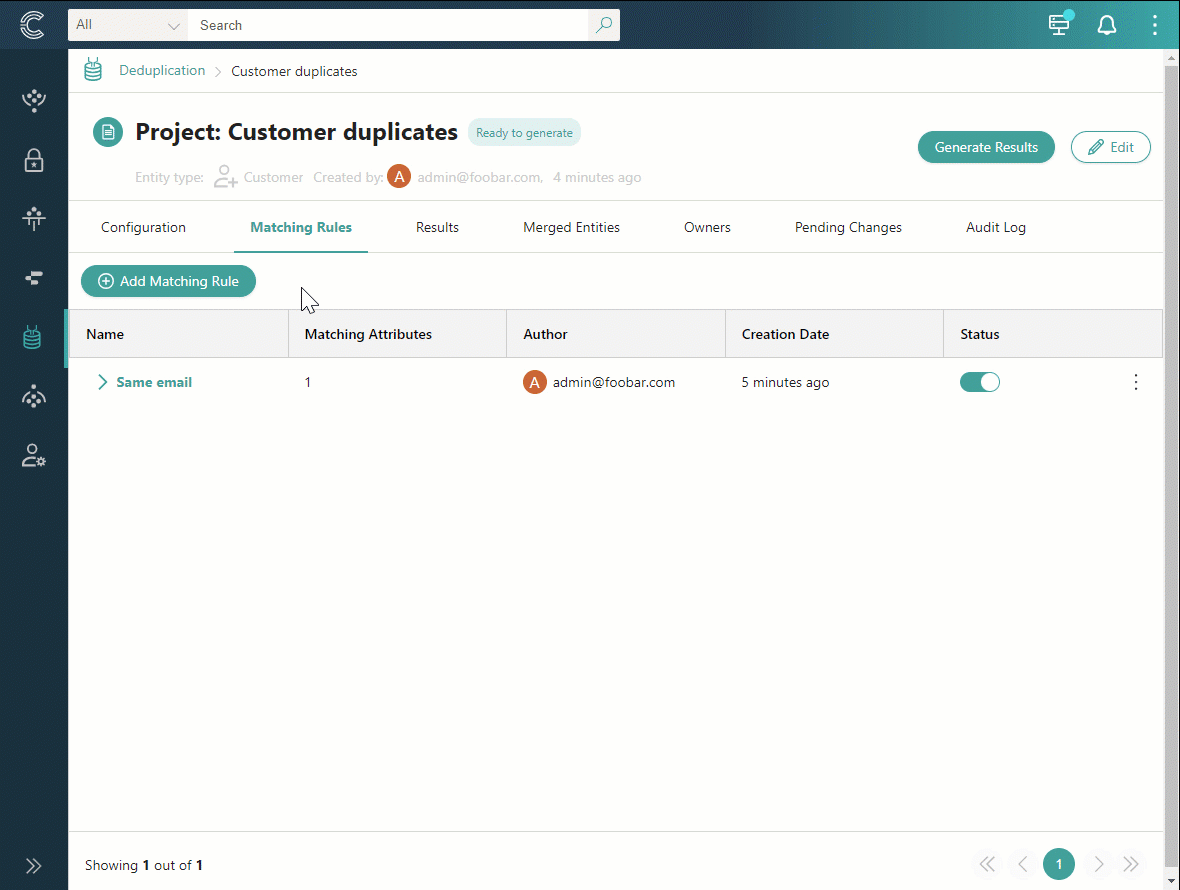 All Search
Deduplication Customer duplicates
Project: Customer duplicates Ready to generate
Generate Results Edit
Entity type: Customer Created by: A admin@foobar.com, 4 minutes ago
Configuration Matching Rules Results Merged Entities Owners Pending Changes Audit Log
Add Matching Rule
Name Matching Attributes Author Creation Date Status
Same email 1 A admin@foobar.com 5 minutes ago
Showing 1 out of 1 1